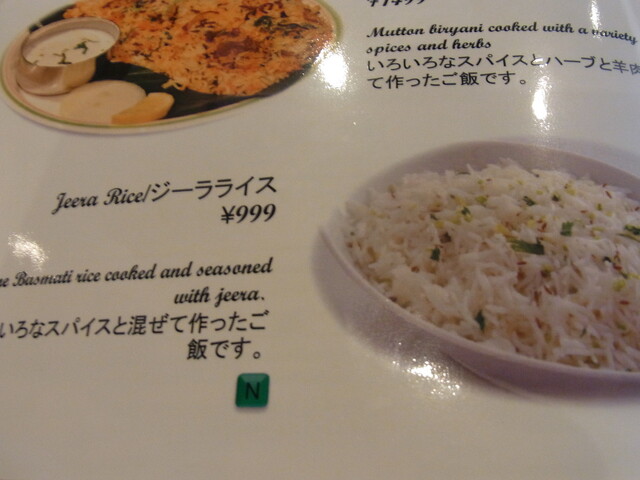 Mutton biryani cooked with a variety
spices and herbs
いろいろなスパイスとハーブと羊肉
て作ったご飯です。
Jeera Rice/ジーラライス
¥999
Basmati rice cooked and seasoned
with jeera.
いろなスパイスと混ぜて作ったご
飯です。
N